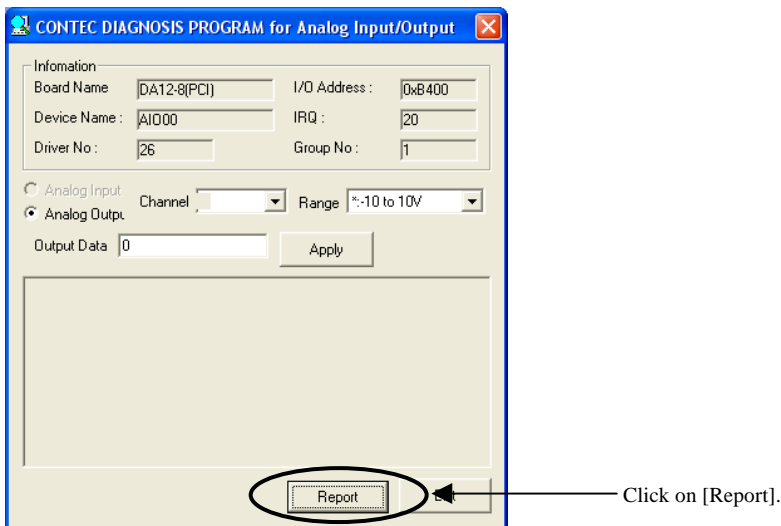 CONTEC DIAGNOSIS PROGRAM for Analog Input/Output
Infomation
Board Name DA12-8(PCI) I/O Address : 0xB400
Device Name : AIO00 IRQ : 20
Driver No : 26 Group No : 1
Analog Input
Analog Outpu Channel Range *:-10 to 10V
Output Data 0 Apply
Report
Click on [Report].